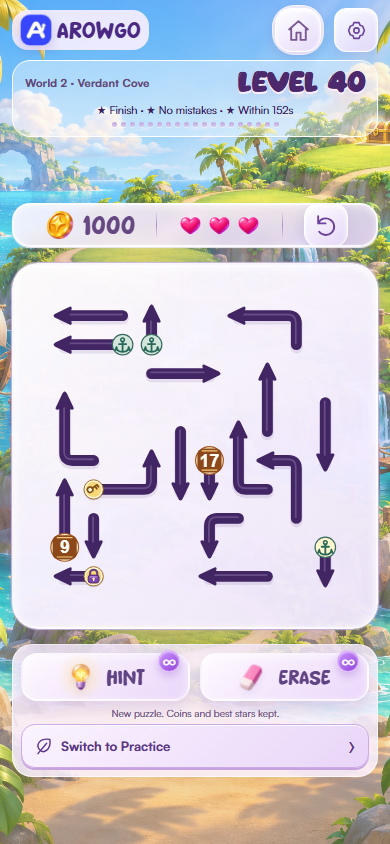 AROWGO
World 2 · Verdant Cove
LEVEL 40
★ Finish · ★ No mistakes · ★ Within 152s
1000
17
9
HINT
∞
ERASE
∞
New puzzle. Coins and best stars kept.
Switch to Practice